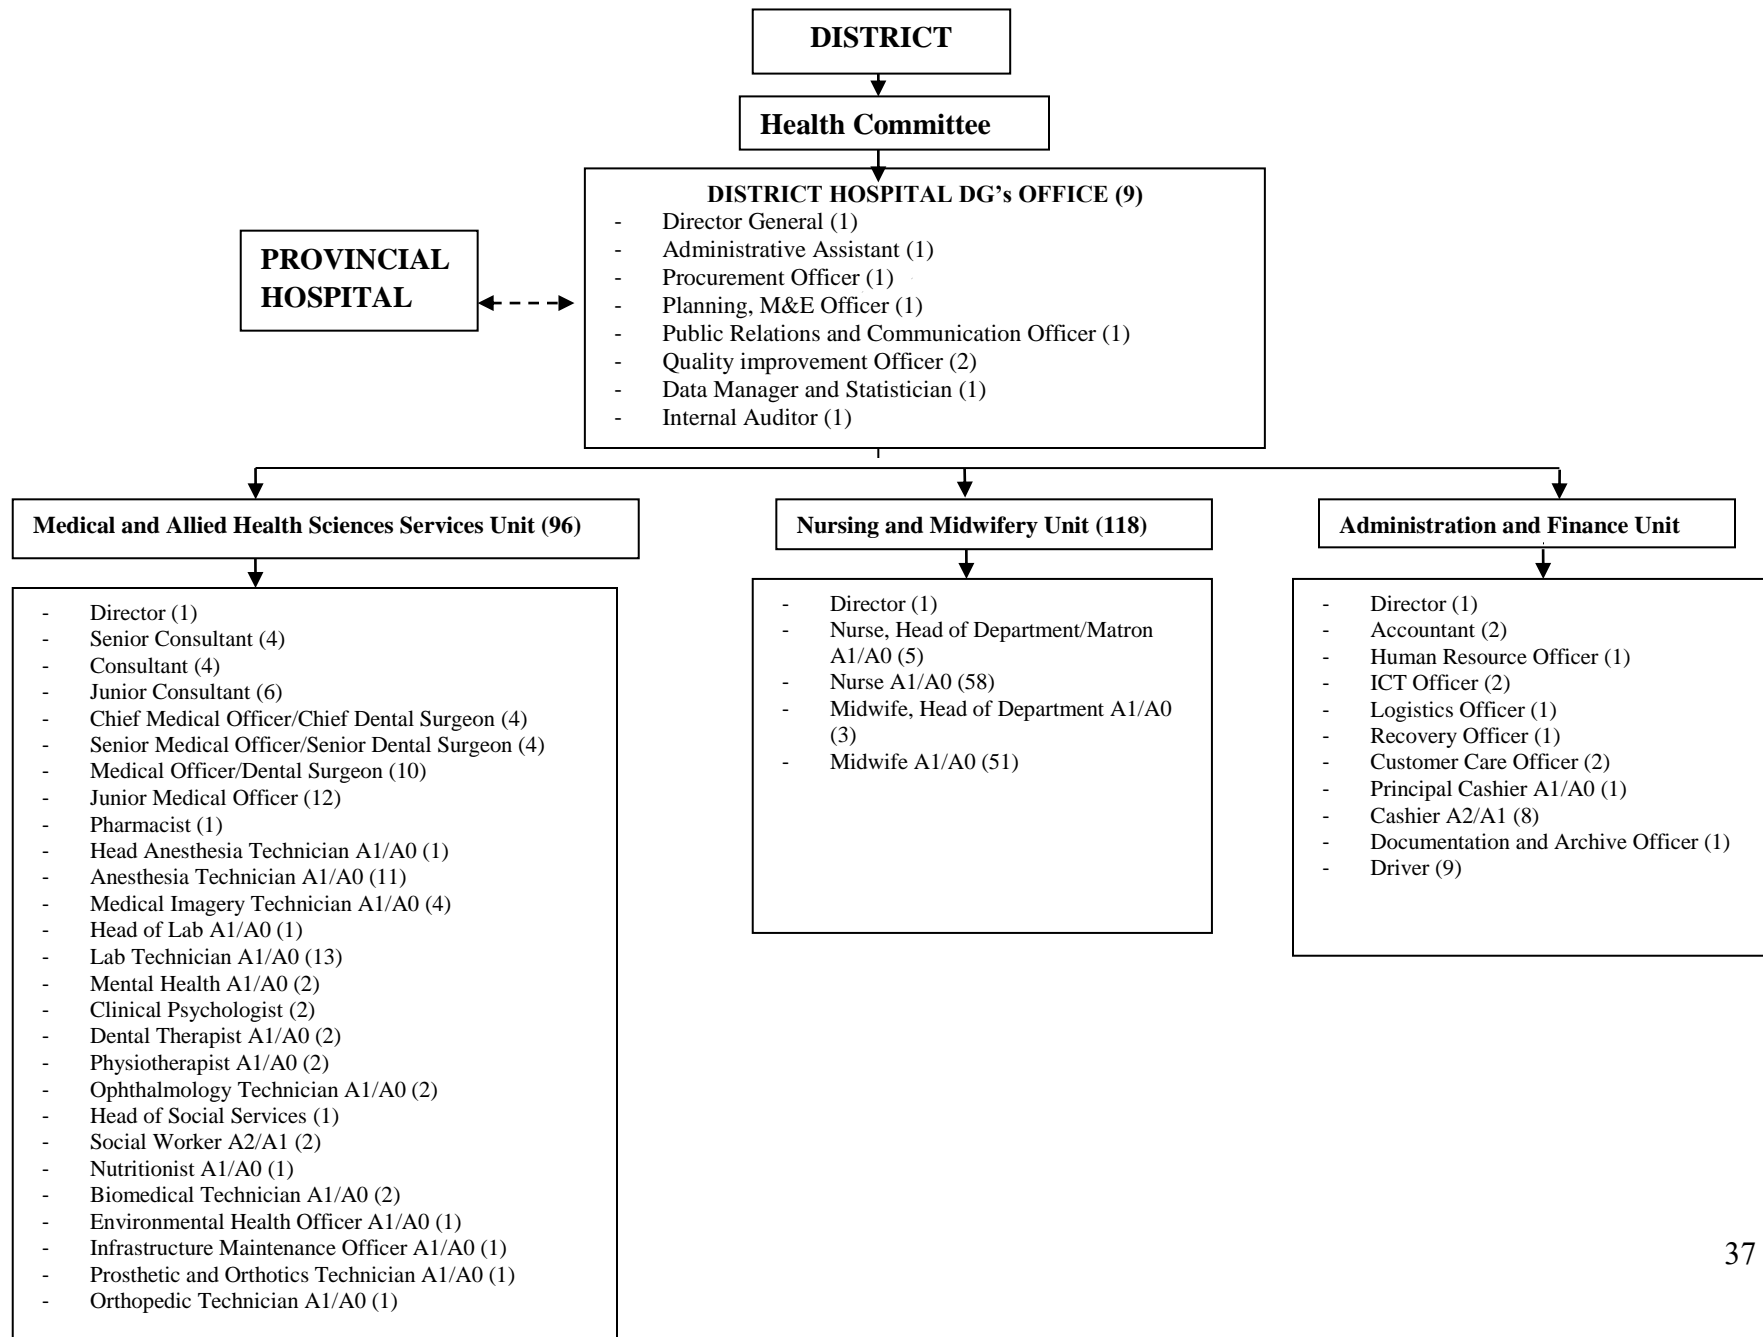 DISTRICT
Health Committee
DISTRICT HOSPITAL DG’s OFFICE (9)
- Director General (1)
- Administrative Assistant (1)
- Procurement Officer (1)
- Planning, M&E Officer (1)
- Public Relations and Communication Officer (1)
- Quality improvement Officer (2)
- Data Manager and Statistician (1)
- Internal Auditor (1)
PROVINCIAL
HOSPITAL
Medical and Allied Health Sciences Services Unit (96)
- Director (1)
- Senior Consultant (4)
- Consultant (4)
- Junior Consultant (6)
- Chief Medical Officer/Chief Dental Surgeon (4)
- Senior Medical Officer/Senior Dental Surgeon (4)
- Medical Officer/Dental Surgeon (10)
- Junior Medical Officer (12)
- Pharmacist (1)
- Head Anesthesia Technician A1/A0 (1)
- Anesthesia Technician A1/A0 (11)
- Medical Imagery Technician A1/A0 (4)
- Head of Lab A1/A0 (1)
- Lab Technician A1/A0 (13)
- Mental Health A1/A0 (2)
- Clinical Psychologist (2)
- Dental Therapist A1/A0 (2)
- Physiotherapist A1/A0 (2)
- Ophthalmology Technician A1/A0 (2)
- Head of Social Services (1)
- Social Worker A2/A1 (2)
- Nutritionist A1/A0 (1)
- Biomedical Technician A1/A0 (2)
- Environmental Health Officer A1/A0 (1)
- Infrastructure Maintenance Officer A1/A0 (1)
- Prosthetic and Orthotics Technician A1/A0 (1)
- Orthopedic Technician A1/A0 (1)
Nursing and Midwifery Unit (118)
- Director (1)
- Nurse, Head of Department/Matron
A1/A0 (5)
- Nurse A1/A0 (58)
- Midwife, Head of Department A1/A0
(3)
- Midwife A1/A0 (51)
Administration and Finance Unit
- Director (1)
- Accountant (2)
- Human Resource Officer (1)
- ICT Officer (2)
- Logistics Officer (1)
- Recovery Officer (1)
- Customer Care Officer (2)
- Principal Cashier A1/A0 (1)
- Cashier A2/A1 (8)
- Documentation and Archive Officer (1)
- Driver (9)
37